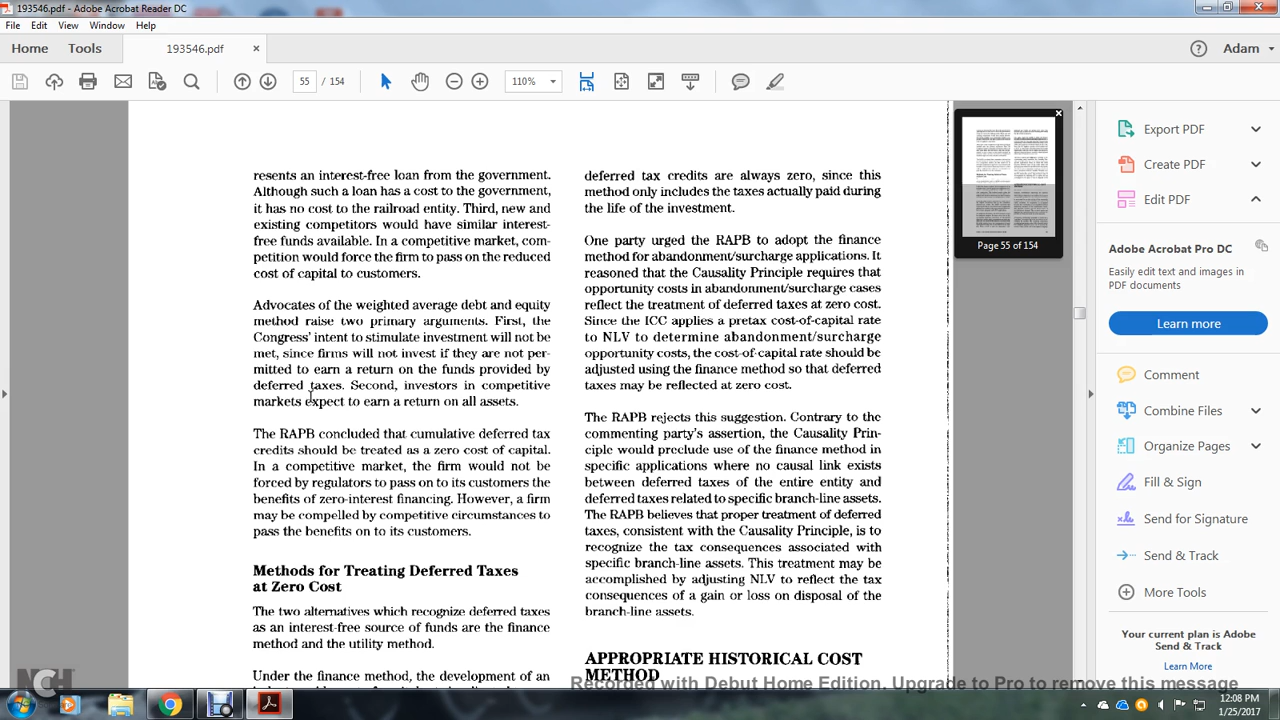 193546.pdf - Adobe Acrobat Reader DC
File Edit View Window Help
Home Tools 193546.pdf × Adam
55 / 154 110%
resents an interest-free loan from the government.
Although such a loan has a cost to the government,
it has no cost to the railroad entity. Third, new and
existing competitors would have similar interest-
free funds available. In a competitive market, com-
petition would force the firm to pass on the reduced
cost of capital to customers.
Advocates of the weighted average debt and equity
method raise two primary arguments. First, the
Congress' intent to stimulate investment will not be
met, since firms will not invest if they are not per-
mitted to earn a return on the funds provided by
deferred taxes. Second, investors in competitive
markets expect to earn a return on all assets.
The RAPB concluded that cumulative deferred tax
credits should be treated as a zero cost of capital.
In a competitive market, the firm would not be
forced by regulators to pass on to its customers the
benefits of zero-interest financing. However, a firm
may be compelled by competitive circumstances to
pass the benefits on to its customers.
Methods for Treating Deferred Taxes
at Zero Cost
The two alternatives which recognize deferred taxes
as an interest-free source of funds are the finance
method and the utility method.
Under the finance method, the development of an
deferred tax credits are always zero, since this
method only includes the taxes actually paid during
the life of the investment.
One party urged the RAPB to adopt the finance
method for abandonment/surcharge applications. It
reasoned that the Causality Principle requires that
opportunity costs in abandonment/surcharge cases
reflect the treatment of deferred taxes at zero cost.
Since the ICC applies a pretax cost-of-capital rate
to NLV to determine abandonment/surcharge
opportunity costs, the cost-of-capital rate should be
adjusted using the finance method so that deferred
taxes may be reflected at zero cost.
The RAPB rejects this suggestion. Contrary to the
commenting party's assertion, the Causality Prin-
ciple would preclude use of the finance method in
specific applications where no causal link exists
between deferred taxes of the entire entity and
deferred taxes related to specific branch-line assets.
The RAPB believes that proper treatment of deferred
taxes, consistent with the Causality Principle, is to
recognize the tax consequences associated with
specific branch-line assets. This treatment may be
accomplished by adjusting NLV to reflect the tax
consequences of a gain or loss on disposal of the
branch-line assets.
APPROPRIATE HISTORICAL COST
METHOD
Page 55 of 154
Export PDF
Create PDF
Edit PDF
Adobe Acrobat Pro DC
Easily edit text and images in
PDF documents
Learn more
Comment
Combine Files
Organize Pages
Fill & Sign
Send for Signature
Send & Track
More Tools
Your current plan is Adobe
Send & Track
Learn More
NCH
Recorded with Debut Home Edition. Upgrade to Pro to remove this message
12:08 PM
1/25/2017